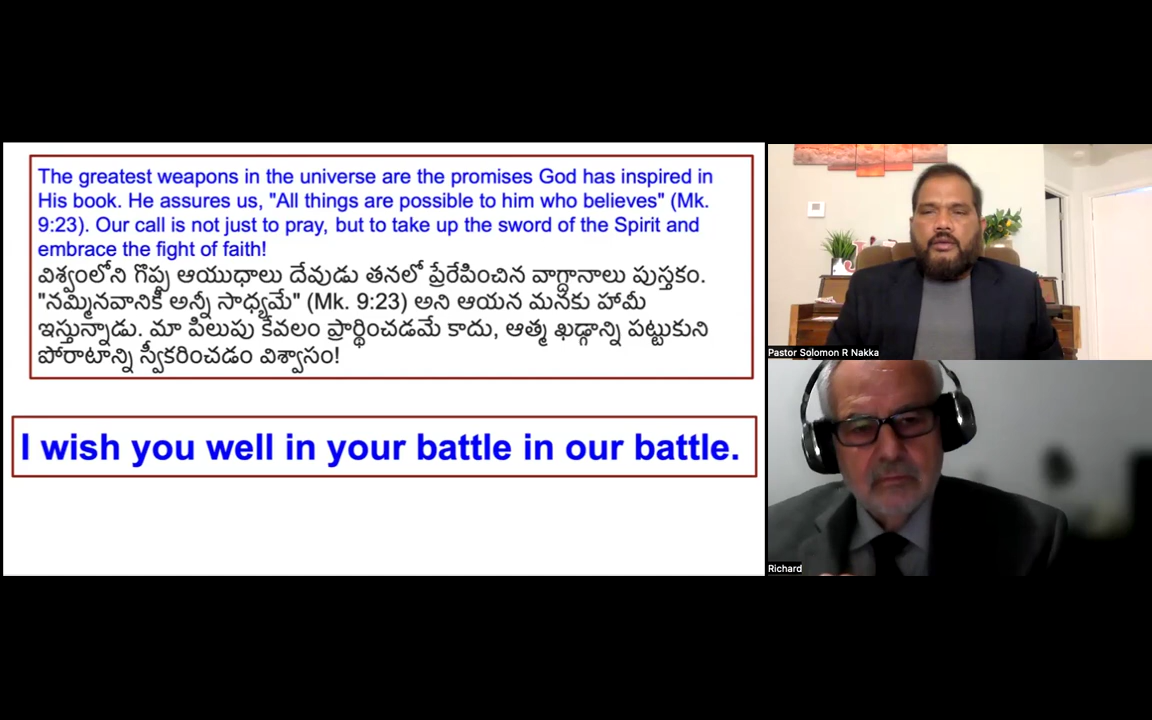 The greatest weapons in the universe are the promises God has inspired in
His book. He assures us, "All things are possible to him who believes" (Mk.
9:23). Our call is not just to pray, but to take up the sword of the Spirit and
embrace the fight of faith!
విశ్వంలోని గొప్ప ఆయుధాలు దేవుడు తనలో ప్రేరేపించిన వాగ్దానాలు పుస్తకం.
"నమ్మినవానికి అన్నీ సాధ్యమే" (Mk. 9:23) అని ఆయన మనకు హామీ
ఇస్తున్నాడు. మా పిలుపు కేవలం ప్రార్థించడమే కాదు, ఆత్మ ఖడ్గాన్ని పట్టుకుని
పోరాటాన్ని స్వీకరించడం విశ్వాసం!
I wish you well in your battle in our battle.
Pastor Solomon R Nakka
Richard